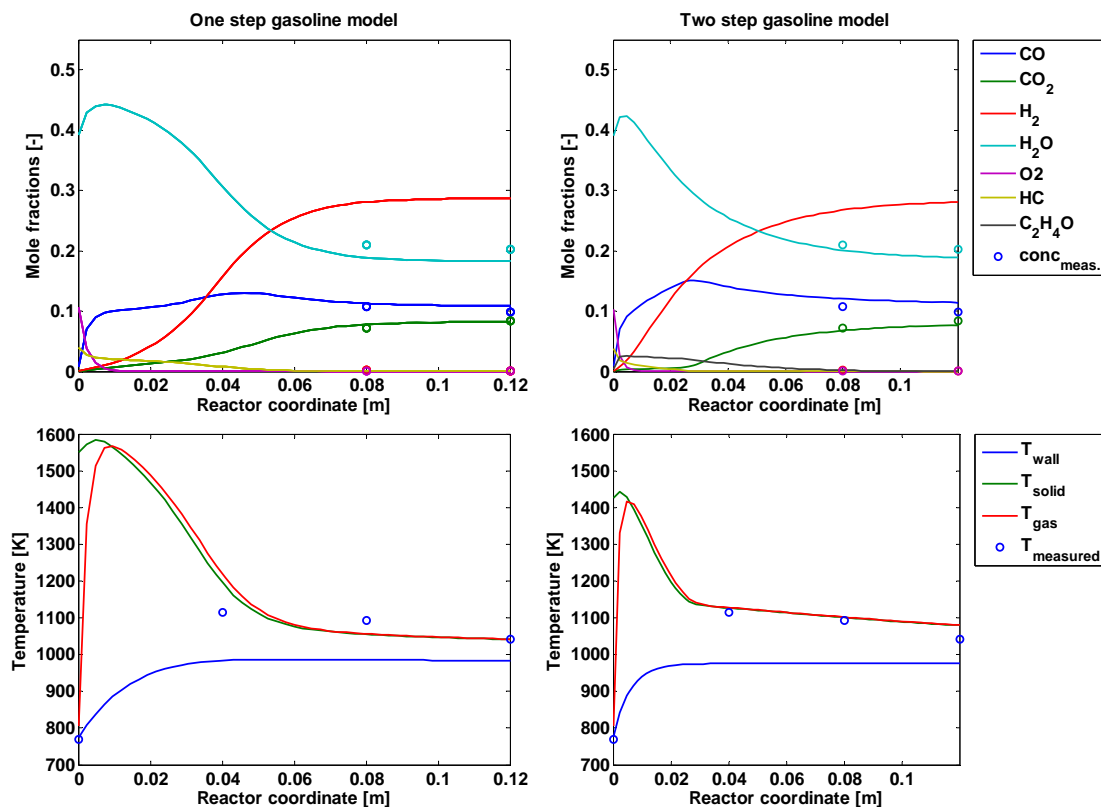 One step gasoline model
Two step gasoline model
0.5
0.4
0.3
0.2
0.1
0
Mole fractions [-]
0 0.02 0.04 0.06 0.08 0.1 0.12
Reactor coordinate [m]
0.5
0.4
0.3
0.2
0.1
0
Mole fractions [-]
0 0.02 0.04 0.06 0.08 0.1
Reactor coordinate [m]
CO
CO2
H2
H2O
O2
HC
C2H4O
conc meas.
1600
1500
1400
1300
1200
1100
1000
900
800
700
Temperature [K]
0 0.02 0.04 0.06 0.08 0.1 0.12
Reactor coordinate [m]
1600
1500
1400
1300
1200
1100
1000
900
800
700
Temperature [K]
0 0.02 0.04 0.06 0.08 0.1
Reactor coordinate [m]
T wall
T solid
T gas
T measured